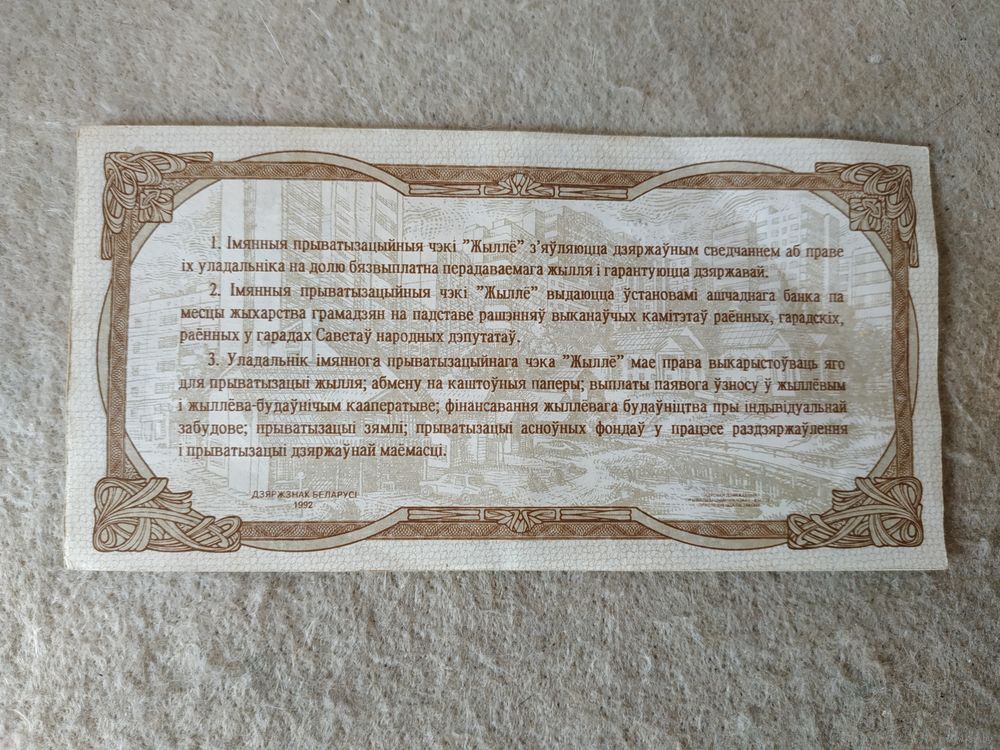 1. Імянныя прыватызацыйныя чэкі "Жыллё" з'яўляюцца дзяржаўным сведчаннем аб праве
іх уладальніка на долю бязвыплатна перадаваемага жылля і гарантуюцца дзяржавай.
2. Імянныя прыватызацыйныя чэкі "Жыллё" выдаюцца ўстановамі ашчаднага банка па
месцы жыхарства грамадзян на падставе рашэнняў выканаўчых камітэтаў раённых, гарадскіх,
раённых у гарадах Саветаў народных дэпутатаў.
3. Уладальнік імяннога прыватызацыйнага чэка "Жыллё" мае права выкарыстоўваць яго
для прыватызацыі жылля; абмену на каштоўныя паперы; выплаты паявога ўзносу ў жыллёвым
і жыллёва-будаўнічым кааператыве; фінансавання жыллёвага будаўніцтва пры індывідуальнай
забудове; прыватызацыі зямлі; прыватызацыі асноўных фондаў у працэсе раздзяржаўлення
і прыватызацыі дзяржаўнай маёмасці.
ДЗЯРЖЗНАК БЕЛАРУСІ
1992